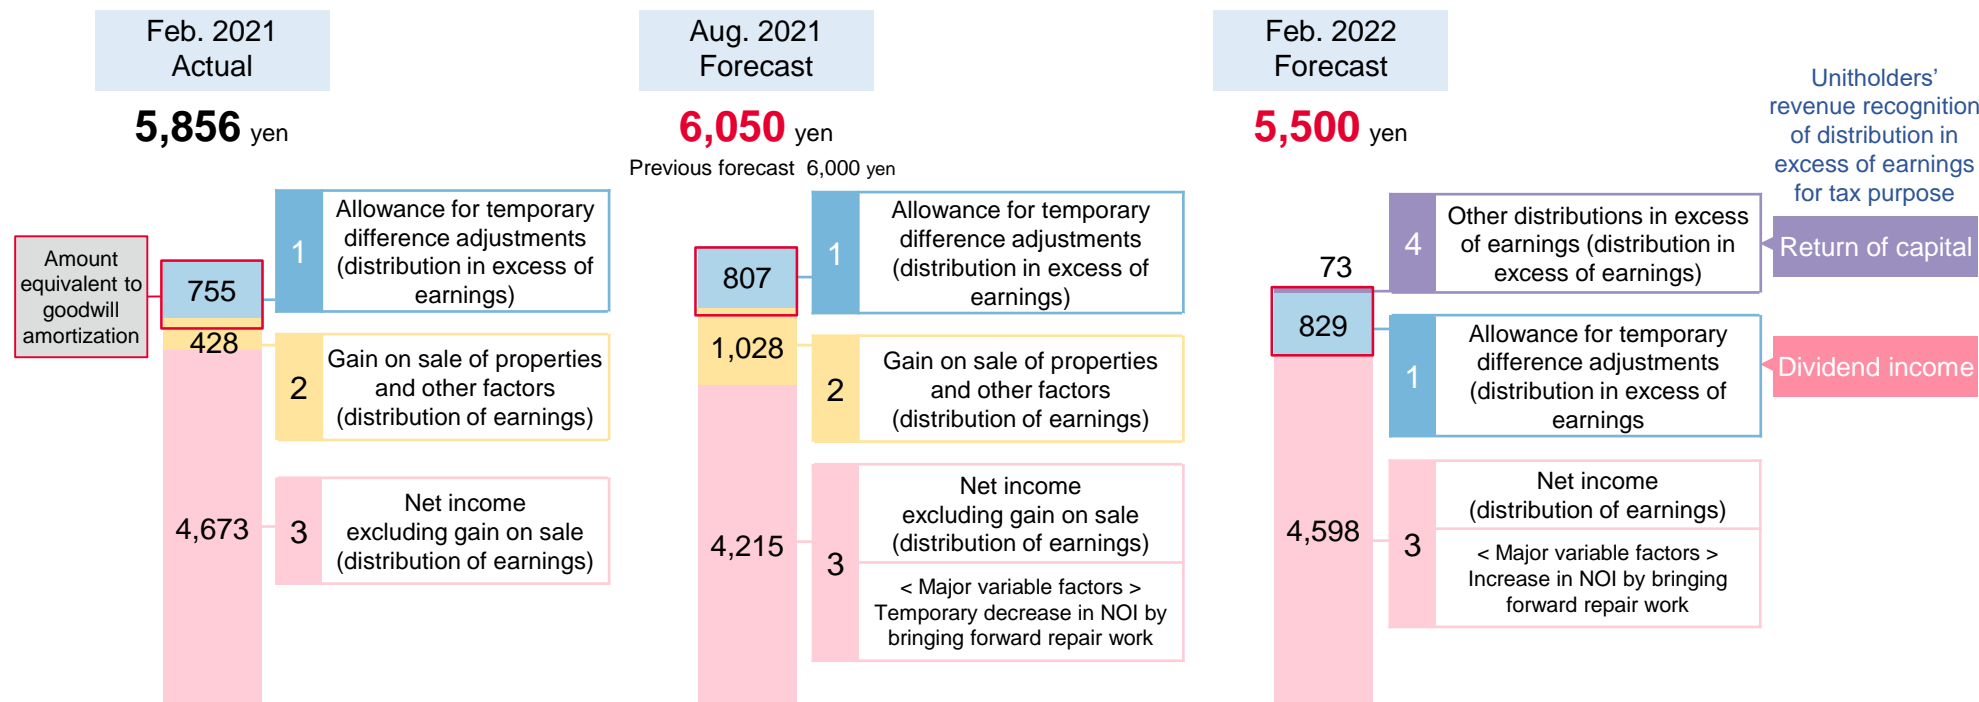 Feb. 2021
Actual
5,856 yen
Amount
equivalent to
goodwill
amortization
755
428
4,673
1
Allowance for temporary
difference adjustments
(distribution in excess of
earnings)
2
Gain on sale of properties
and other factors
(distribution of earnings)
3
Net income
excluding gain on sale
(distribution of earnings)
Aug. 2021
Forecast
6,050 yen
Previous forecast 6,000 yen
807
1,028
4,215
1
Allowance for temporary
difference adjustments
(distribution in excess of
earnings)
2
Gain on sale of properties
and other factors
(distribution of earnings)
3
Net income
excluding gain on sale
(distribution of earnings)
< Major variable factors >
Temporary decrease in NOI by
bringing forward repair work
Feb. 2022
Forecast
5,500 yen
73
829
4,598
4
Other distributions in excess
of earnings (distribution in
excess of earnings)
1
Allowance for temporary
difference adjustments
(distribution in excess of
earnings
3
Net income
(distribution of earnings)
< Major variable factors >
Increase in NOI by bringing
forward repair work
Unitholders’
revenue recognition
of distribution in
excess of earnings
for tax purpose
Return of capital
Dividend income